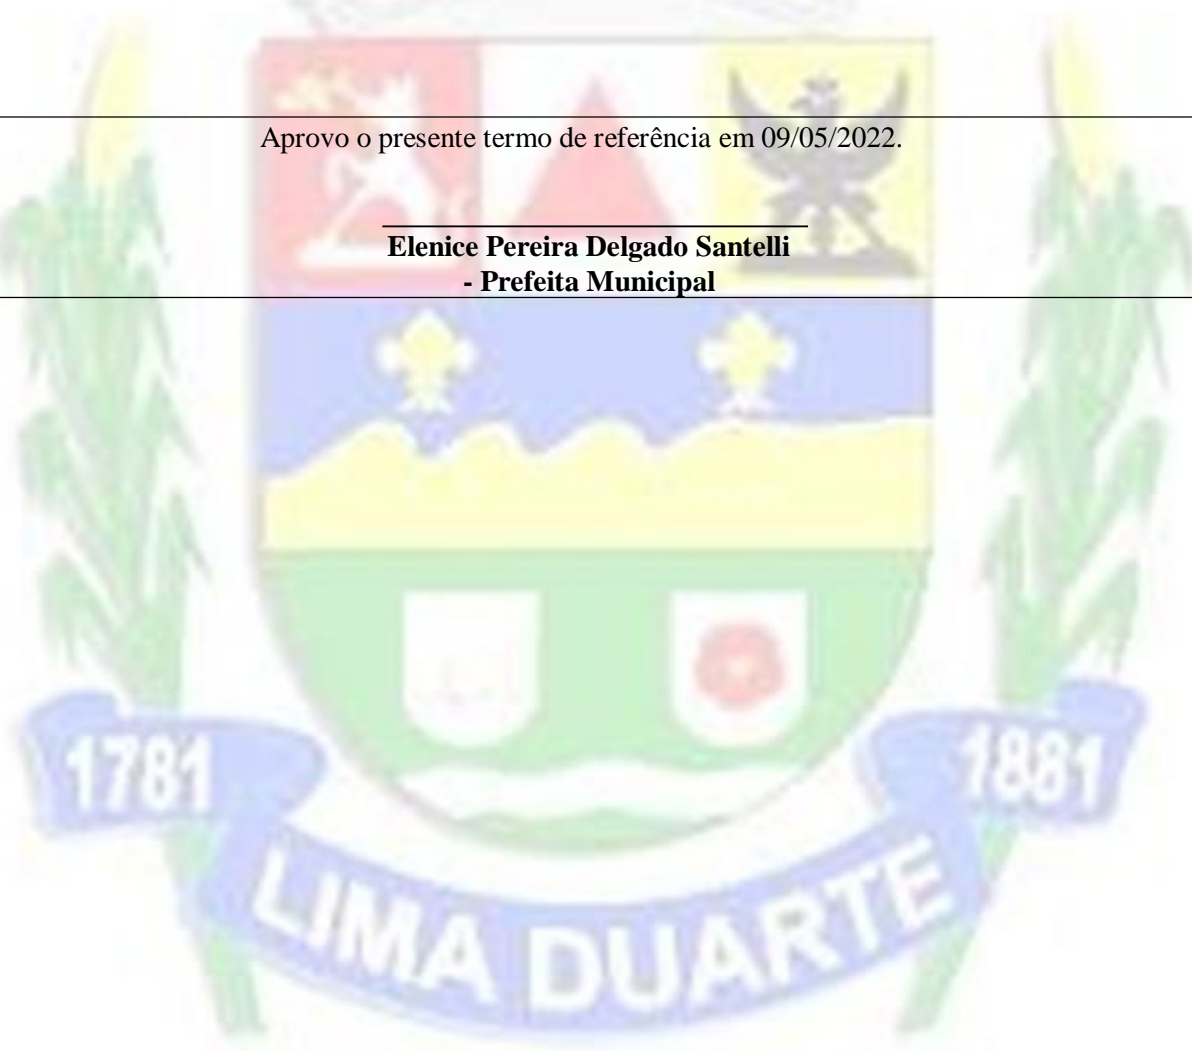 Aprovo o presente termo de referência em 09/05/2022.
Elenice Pereira Delgado Santelli
- Prefeita Municipal
1781
1881
LIMA DUARTE